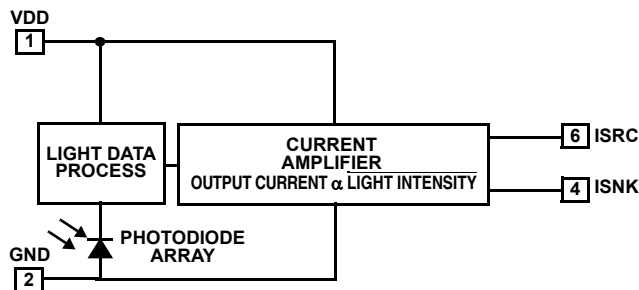 VDD
1
LIGHT DATA
PROCESS
CURRENT
AMPLIFIER
OUTPUT CURRENT α LIGHT INTENSITY
6 ISRC
4 ISNK
PHOTODIODE
ARRAY
GND
2